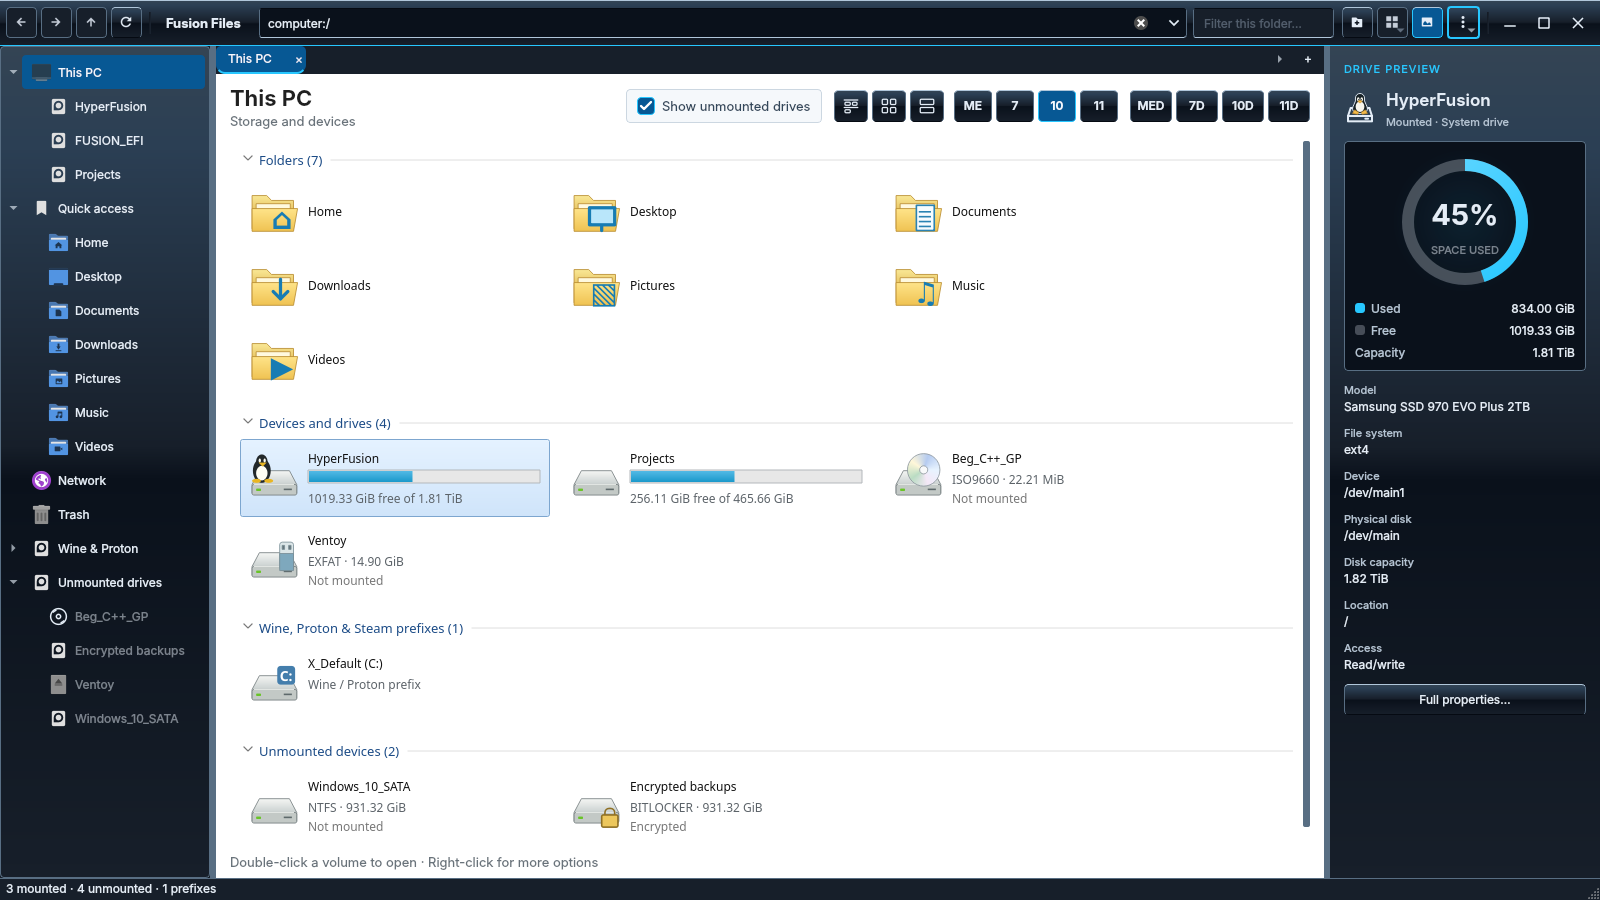 Fusion Files
computer:/
Filter this folder...
This PC
HyperFusion
FUSION_EFI
Projects
Quick access
Home
Desktop
Documents
Downloads
Pictures
Music
Videos
Network
Trash
Wine & Proton
Unmounted drives
Beg_C++_GP
Encrypted backups
Ventoy
Windows_10_SATA
This PC
This PC
Storage and devices
Show unmounted drives
ME 7 10 11 MED 7D 10D 11D
Folders (7)
Home
Desktop
Documents
Downloads
Pictures
Music
Videos
Devices and drives (4)
HyperFusion
1019.33 GiB free of 1.81 TiB
Projects
256.11 GiB free of 465.66 GiB
Beg_C++_GP
ISO9660 · 22.21 MiB
Not mounted
Ventoy
EXFAT · 14.90 GiB
Not mounted
Wine, Proton & Steam prefixes (1)
C:
X_Default (C:)
Wine / Proton prefix
Unmounted devices (2)
Windows_10_SATA
NTFS · 931.32 GiB
Not mounted
Encrypted backups
BITLOCKER · 931.32 GiB
Encrypted
Double-click a volume to open · Right-click for more options
DRIVE PREVIEW
HyperFusion
Mounted · System drive
45%
SPACE USED
Used 834.00 GiB
Free 1019.33 GiB
Capacity 1.81 TiB
Model
Samsung SSD 970 EVO Plus 2TB
File system
ext4
Device
/dev/main1
Physical disk
/dev/main
Disk capacity
1.82 TiB
Location
/
Access
Read/write
Full properties...
3 mounted · 4 unmounted · 1 prefixes